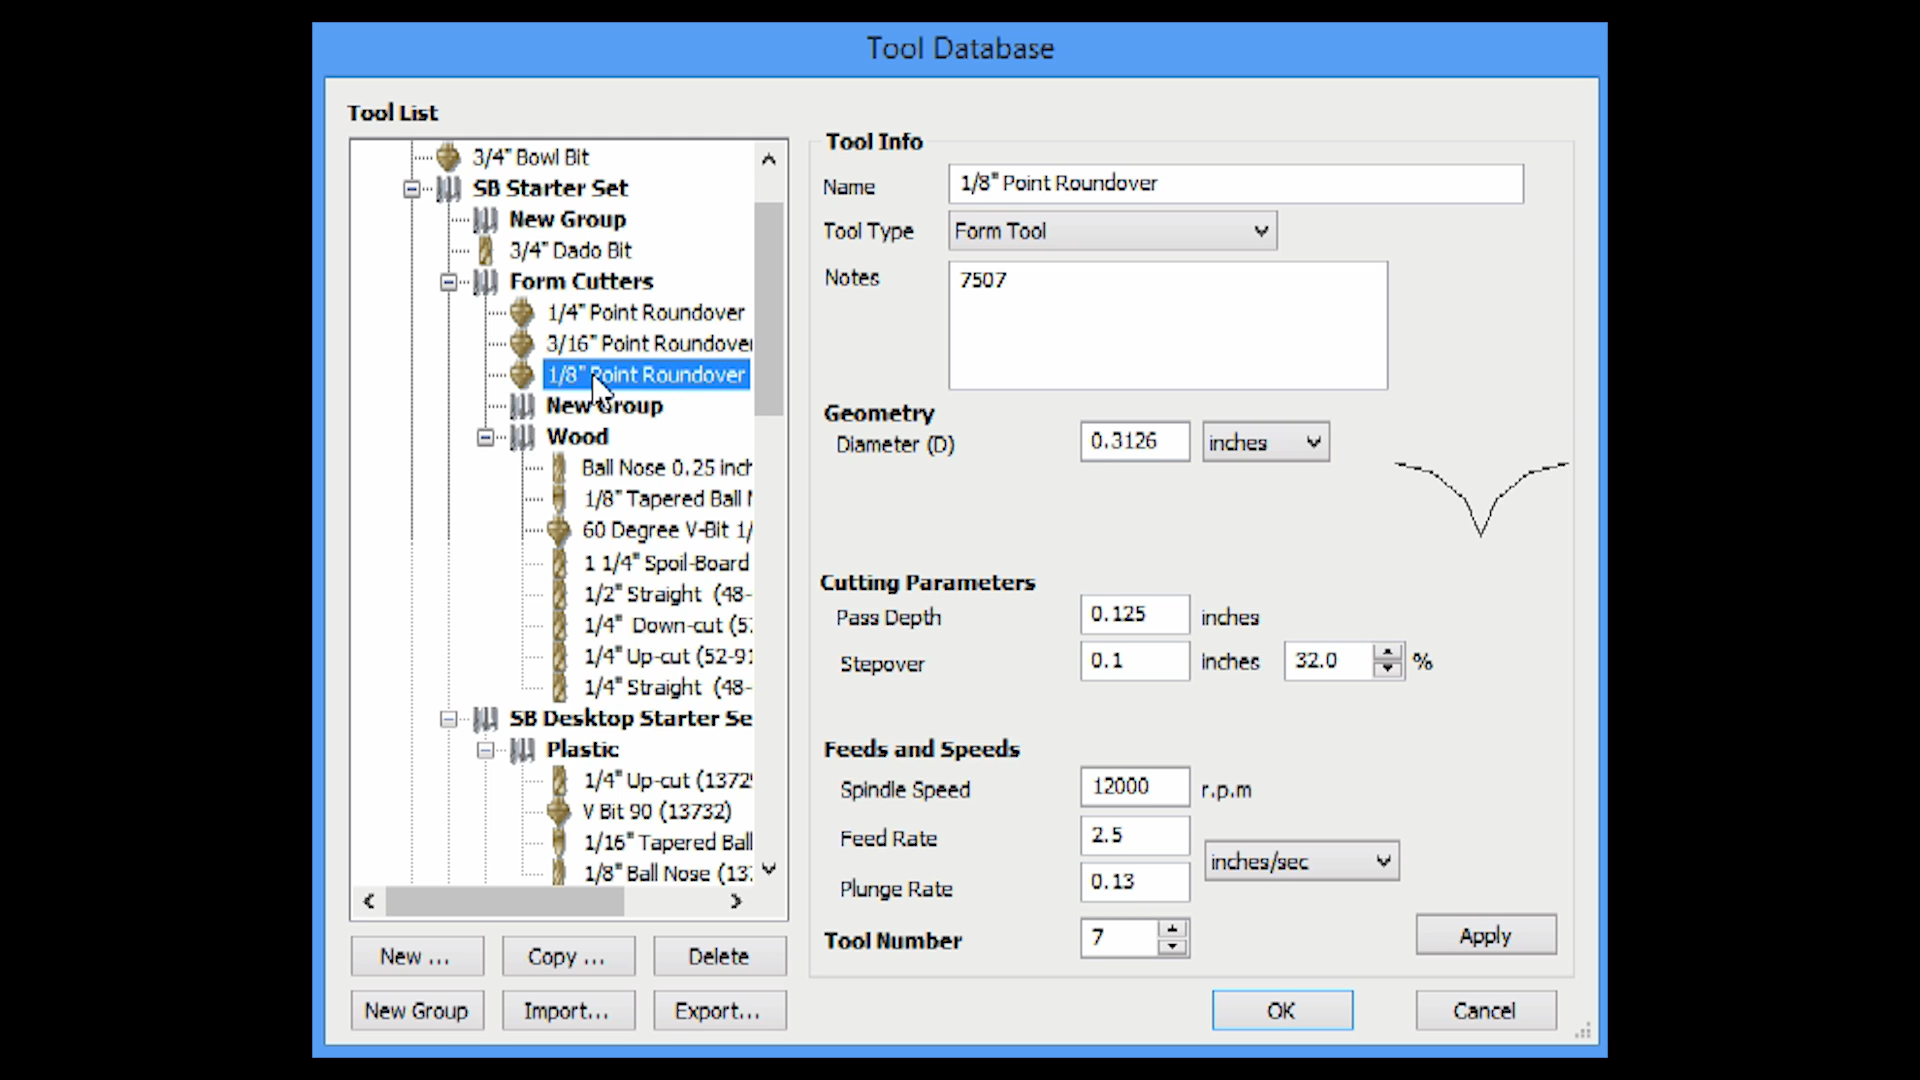 Tool Database
Tool List
3/4" Bowl Bit
SB Starter Set
New Group
3/4" Dado Bit
Form Cutters
1/4" Point Roundover
3/16" Point Roundover
1/8" Point Roundover
New Group
Wood
Ball Nose 0.25 inch
1/8" Tapered Ball
60 Degree V-Bit 1/
1 1/4" Spoil-Board
1/2" Straight (48-
1/4" Down-cut (5
1/4" Up-cut (52-91
1/4" Straight (48-
SB Desktop Starter Se
Plastic
1/4" Up-cut (1372
V Bit 90 (13732)
1/16" Tapered Ball
1/8" Ball Nose (13
New ...
Copy ...
Delete
New Group
Import...
Export...
Tool Info
Name 1/8" Point Roundover
Tool Type Form Tool
Notes 7507
Geometry
Diameter (D) 0.3126 inches
Cutting Parameters
Pass Depth 0.125 inches
Stepover 0.1 inches 32.0 %
Feeds and Speeds
Spindle Speed 12000 r.p.m
Feed Rate 2.5
inches/sec
Plunge Rate 0.13
Tool Number 7
Apply
OK
Cancel